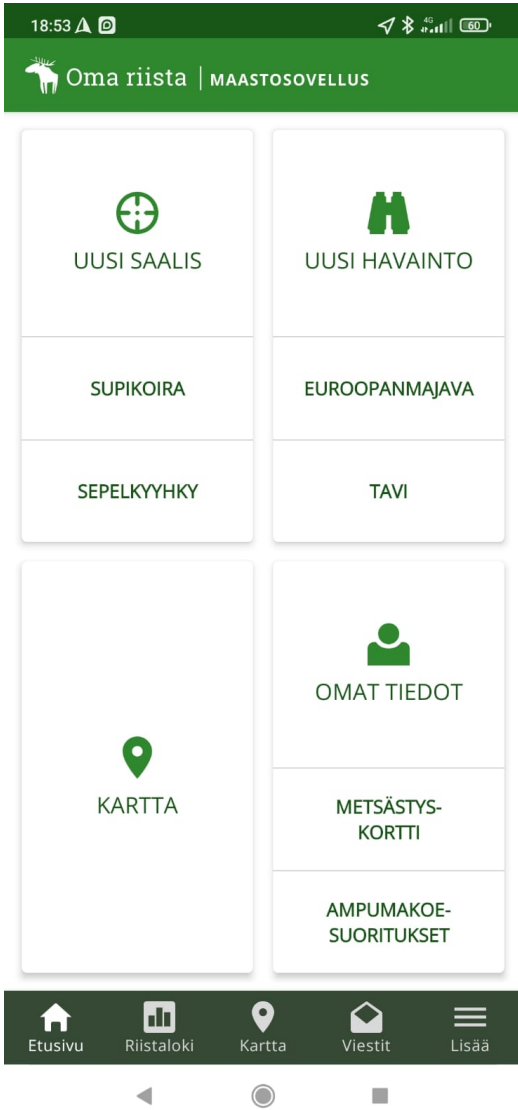 18:53 4G 60
Oma riista | MAASTOSOVELLUS
UUSI SAALIS
SUPIKOIRA
SEPELKYYHKY
UUSI HAVAINTO
EUROOPANMAJAVA
TAVI
KARTTA
OMAT TIEDOT
METSÄSTYS-
KORTTI
AMPUMAKOE-
SUORITUKSET
Etusivu Riistaloki Kartta Viestit Lisää